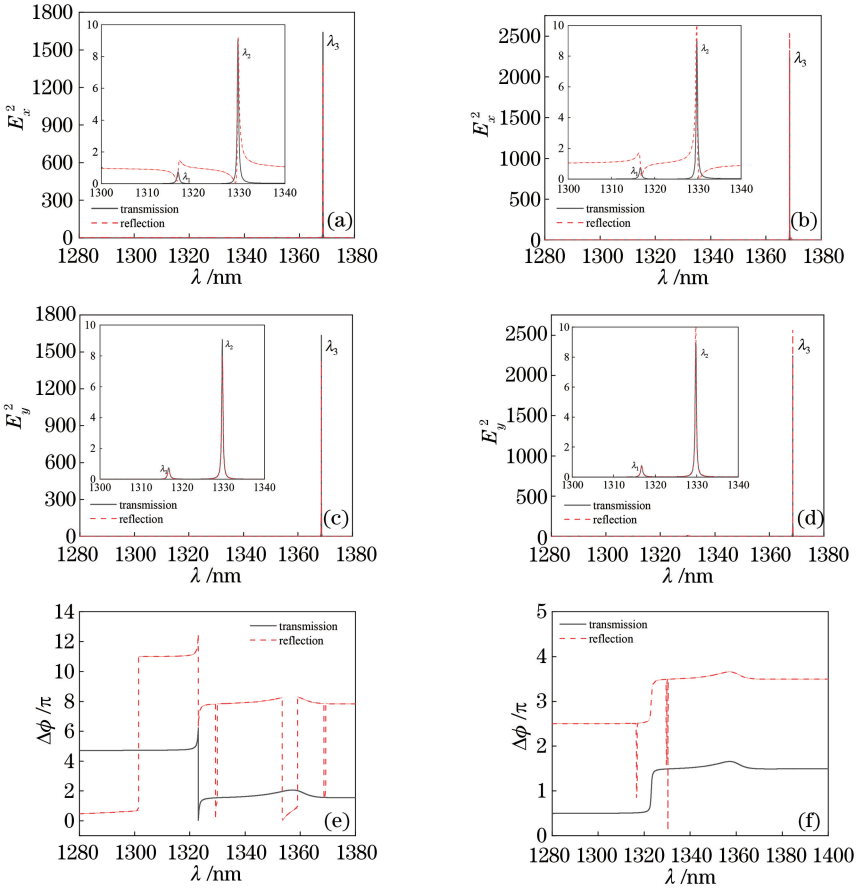 1800
1500
1200
900
600
300
0
E_x^2
10
8
6
4
2
0
1300 1310 1320 1330 1340
λ1
λ2
λ3
transmission
reflection
(a)
1280 1300 1320 1340 1360 1380
λ /nm
2500
2000
1500
1000
500
0
E_x^2
10
8
6
4
2
0
1300 1310 1320 1330 1340
λ1
λ2
λ3
transmission
reflection
(b)
1280 1300 1320 1340 1360 1380
λ /nm
1800
1500
1200
900
600
300
0
E_y^2
10
8
6
4
2
0
1300 1310 1320 1330 1340
λ2
λ3
transmission
reflection
(c)
1280 1300 1320 1340 1360 1380
λ /nm
2500
2000
1500
1000
500
0
E_y^2
10
8
6
4
2
0
1300 1310 1320 1330 1340
λ1
λ2
λ3
transmission
reflection
(d)
1280 1300 1320 1340 1360 1380
λ /nm
14
12
10
8
6
4
2
0
Δϕ /π
transmission
reflection
(e)
1280 1300 1320 1340 1360 1380
λ /nm
5
4
3
2
1
0
Δϕ /π
transmission
reflection
(f)
1280 1300 1320 1340 1360 1380 1400
λ /nm